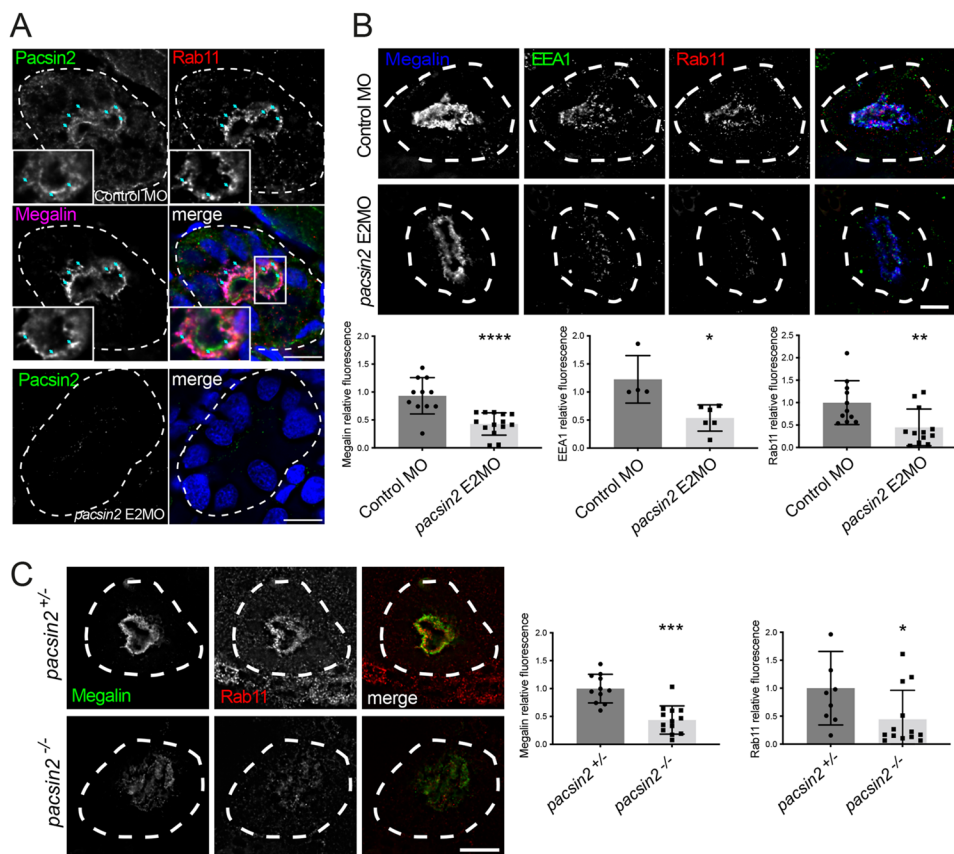 A
Pacsin2
Rab11
Control MO
Megalin
merge
Pacsin2
merge
pacsin2 E2MO
B
Megalin
EEA1
Rab11
Control MO
pacsin2 E2MO
Megalin relative fluorescence
2.0
1.5
1.0
0.5
0.0
****
Control MO
pacsin2 E2MO
EEA1 relative fluorescence
2.0
1.5
1.0
0.5
0.0
*
Control MO
pacsin2 E2MO
Rab11 relative fluorescence
2.5
2.0
1.5
1.0
0.5
0.0
**
Control MO
pacsin2 E2MO
C
pacsin2 +/-
Megalin
Rab11
merge
pacsin2 -/-
Megalin relative fluorescence
2.0
1.5
1.0
0.5
0.0
***
pacsin2 +/-
pacsin2 -/-
Rab11 relative fluorescence
2.0
1.5
1.0
0.5
0.0
*
pacsin2 +/-
pacsin2 -/-